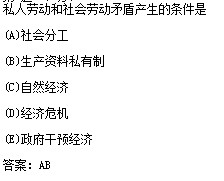 私人劳动和社会劳动矛盾产生的条件是
(A)社会分工
(B)生产资料私有制
(C)自然经济
(D)经济危机
(E)政府干预经济
答案：AB